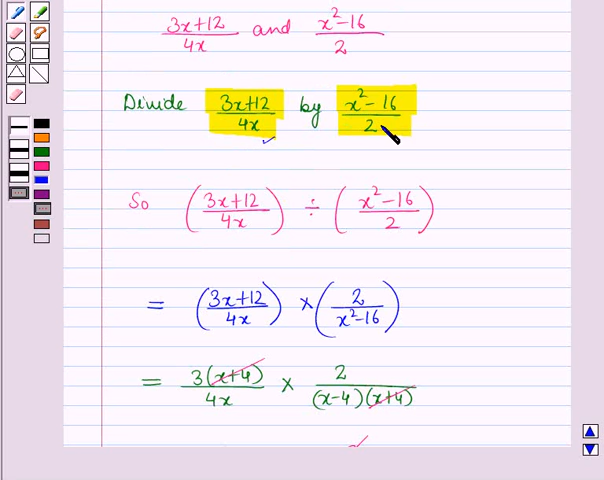 (3x+12)/4x and (x²-16)/2
Divide (3x+12)/4x by (x²-16)/2
So ((3x+12)/4x) ÷ ((x²-16)/2)
= ((3x+12)/4x) × (2/(x²-16))
= 3(x+4)/4x × 2/((x-4)(x+4))